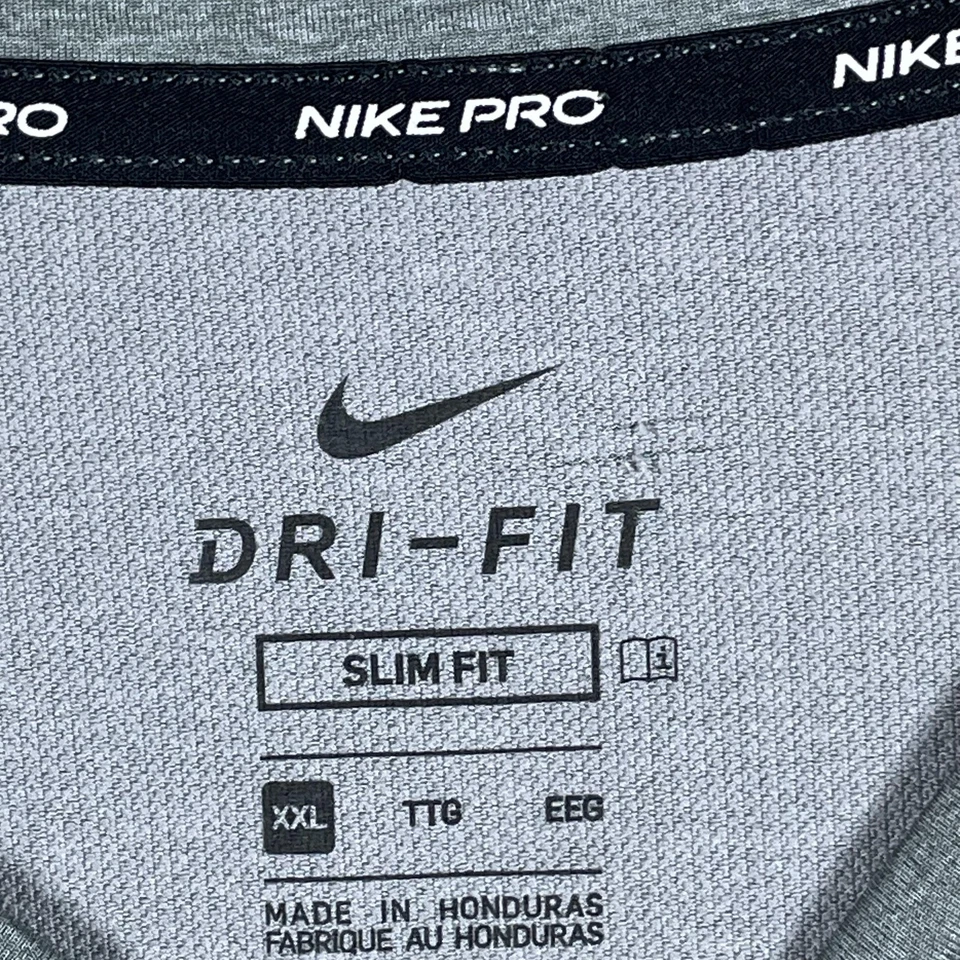 RO NIKE PRO NIKE
DRI-FIT
SLIM FIT i
XXL TTG EEG
MADE IN HONDURAS
FABRIQUE AU HONDURAS